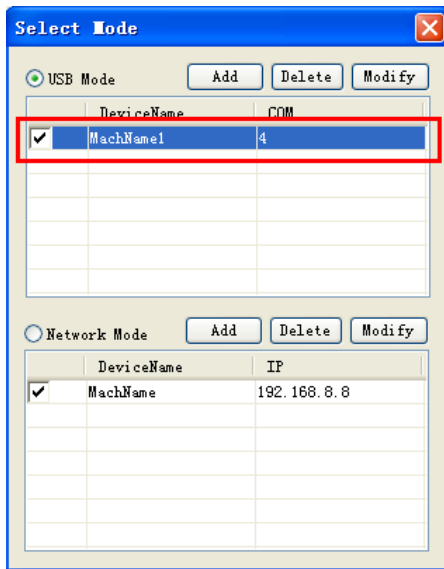 Select Mode
USB Mode Add Delete Modify
DeviceName COM
MachName1 4
Network Mode Add Delete Modify
DeviceName IP
MachName 192.168.8.8